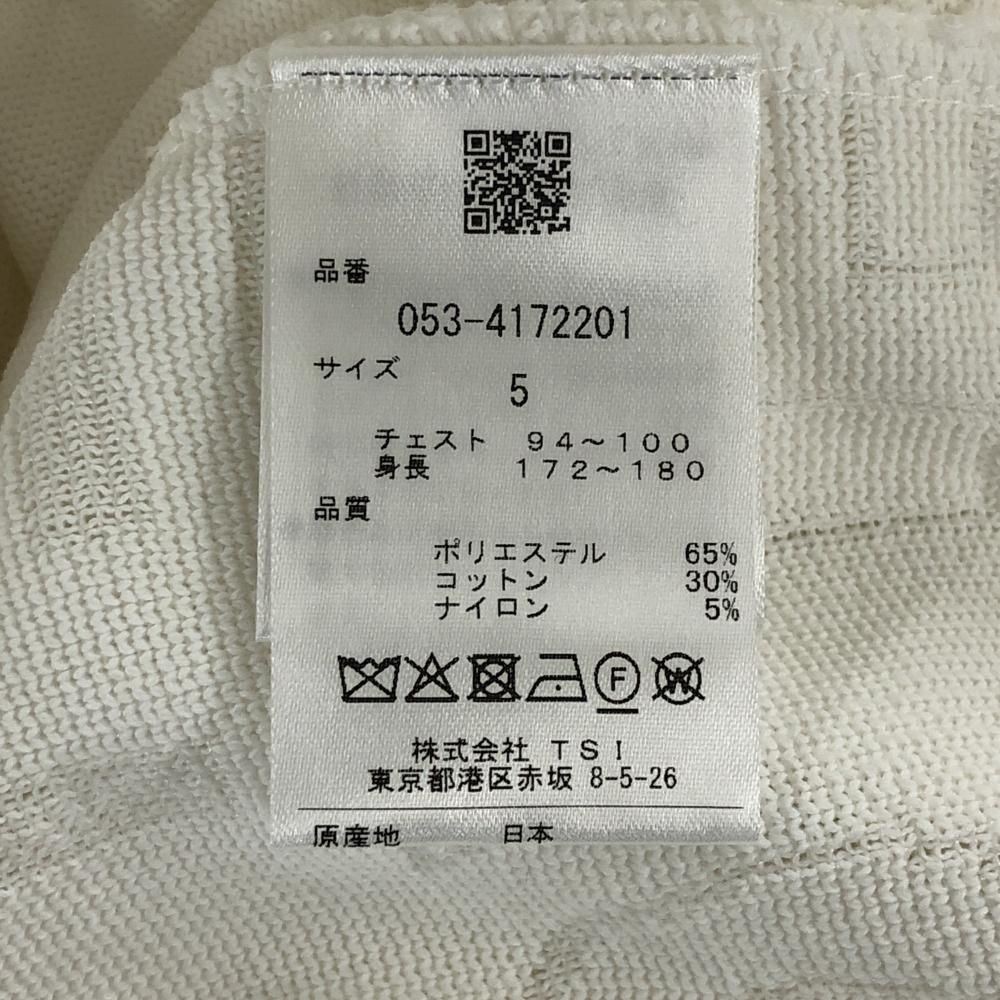 品番
053-4172201
サイズ
5
チェスト 94～100
身長 172～180
品質
ポリエステル 65%
コットン 30%
ナイロン 5%
F W
株式会社 TSI
東京都港区赤坂 8-5-26
原産地 日本